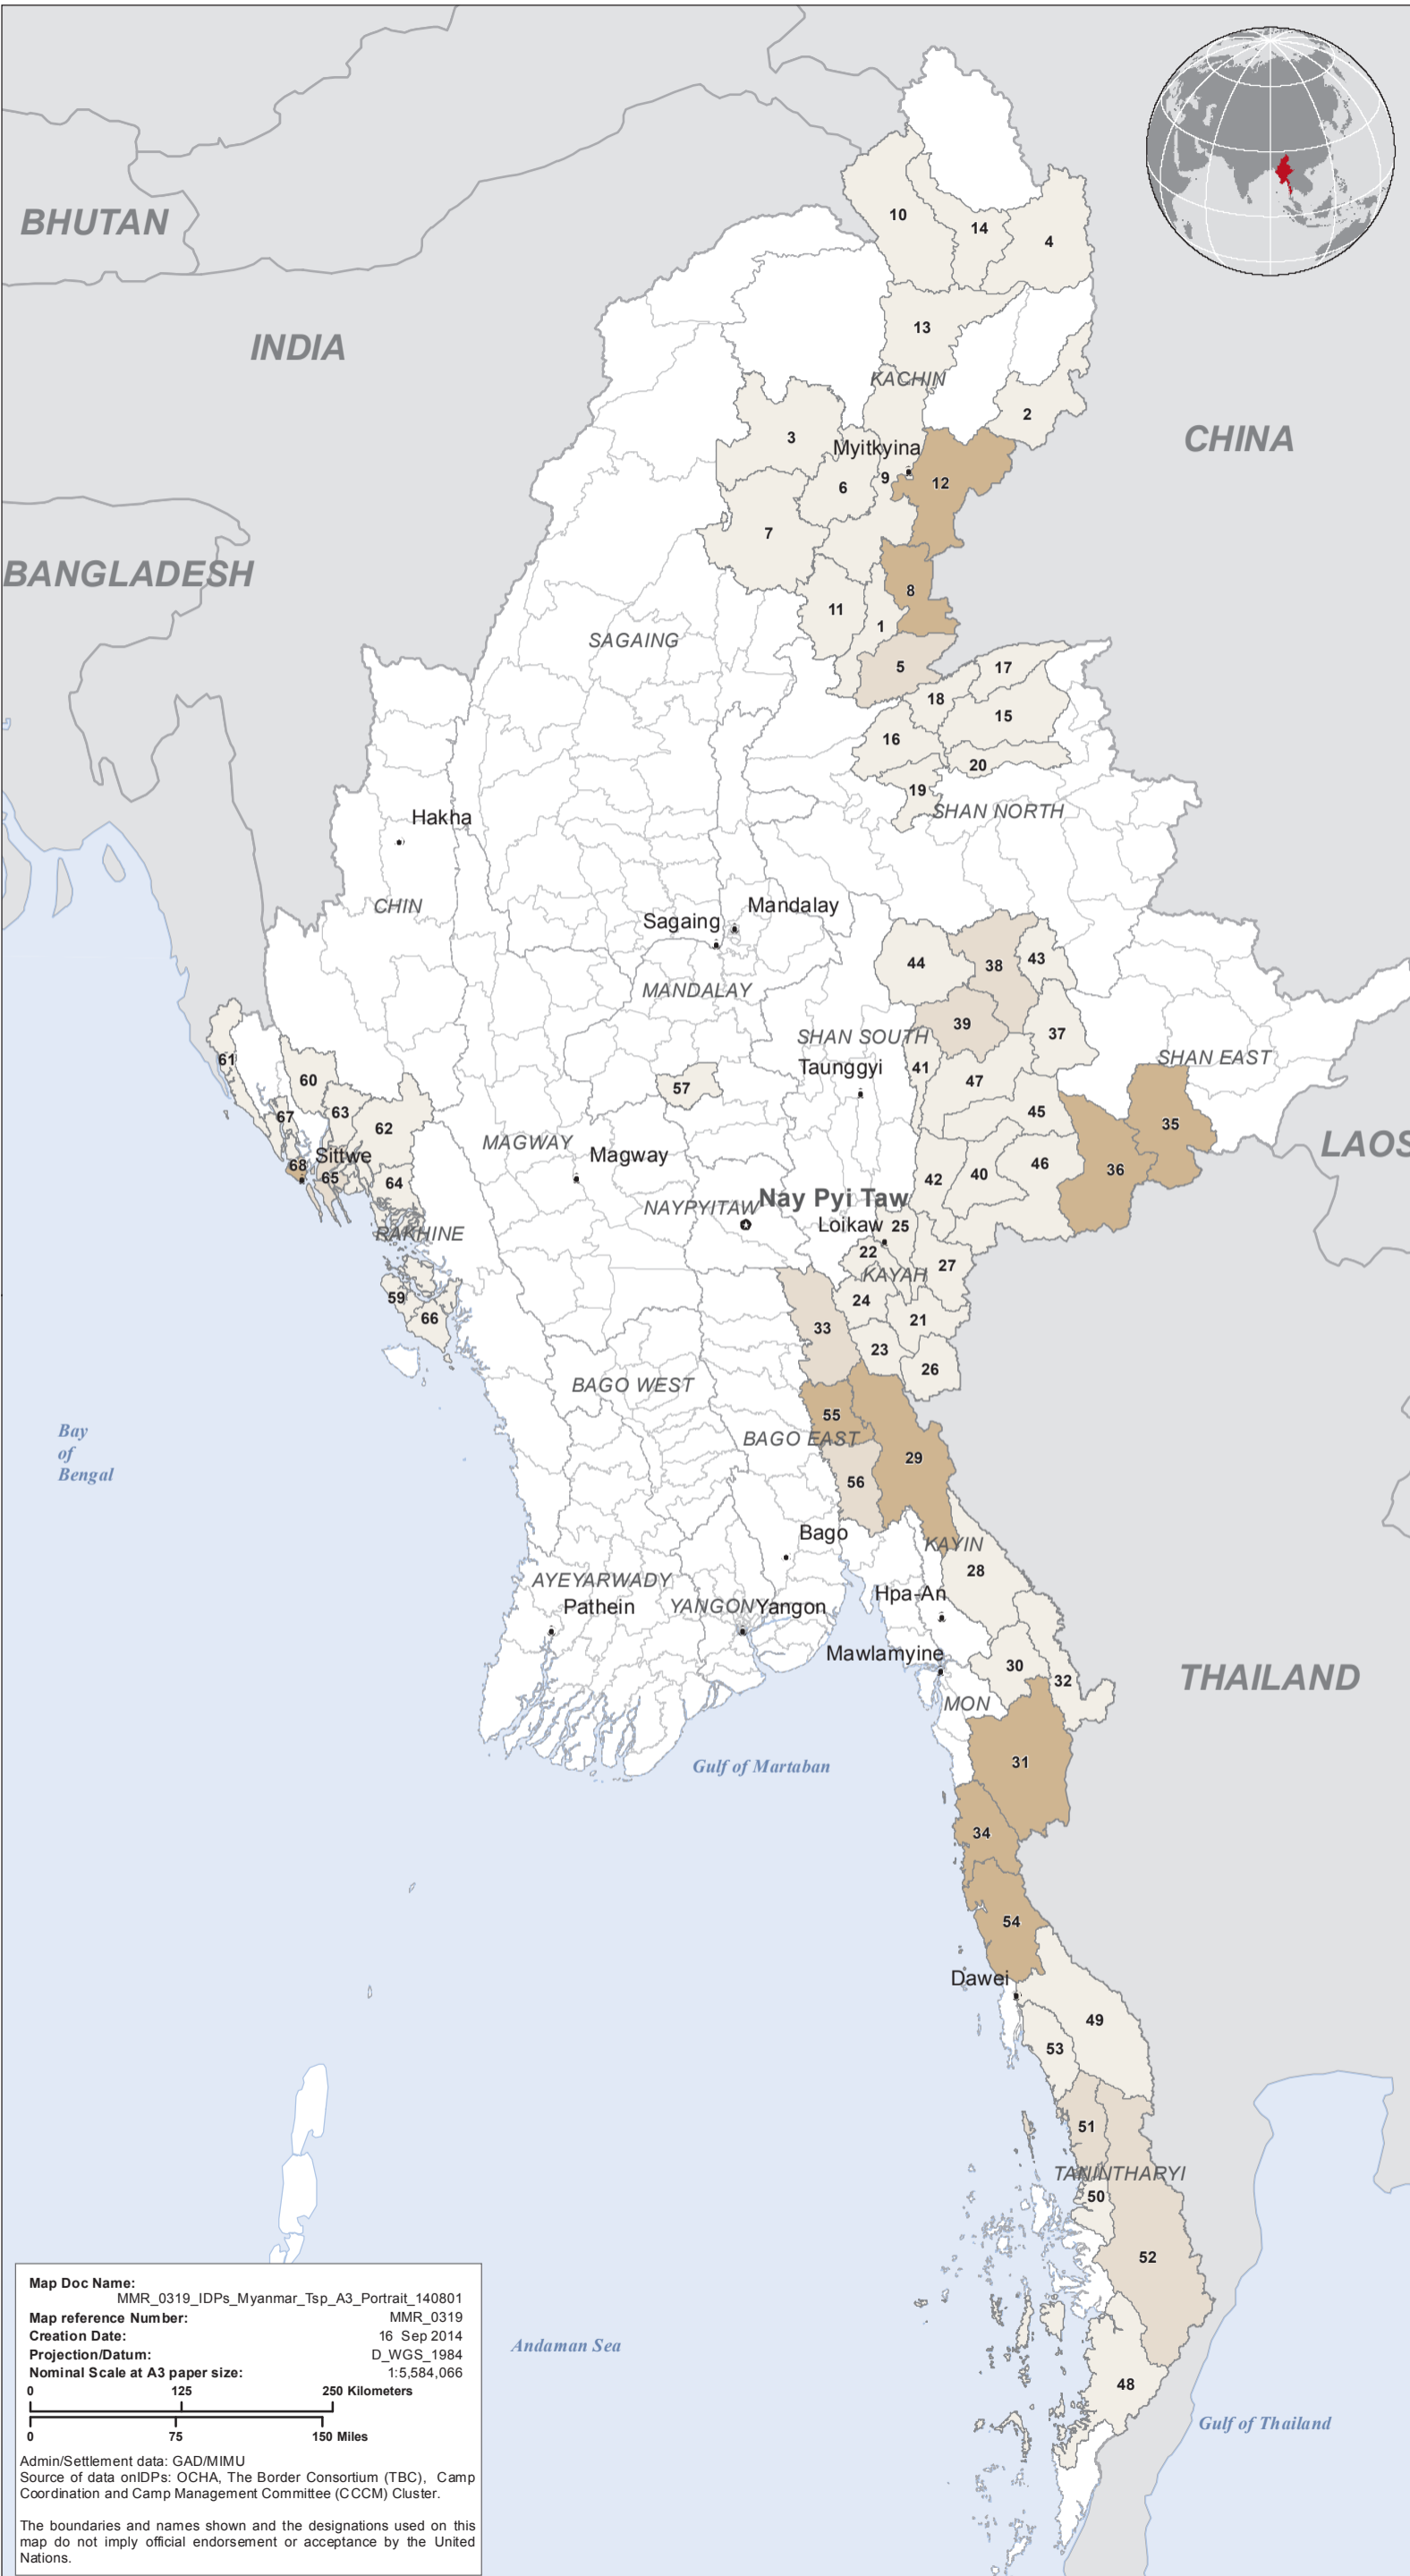 BHUTAN
10
14
4
INDIA
13
KACHIN
2
CHINA
3
Myitkyina
9
12
6
7
BANGLADESH
8
11
1
SAGAING
5
17
18
15
16
20
19
SHAN NORTH
Hakha
CHIN
Mandalay
Sagaing
44
38
43
MANDALAY
39
37
SHAN SOUTH
SHAN EAST
61
Taunggyi
41
60
57
47
67
63
45
62
35
MAGWAY
LAOS
Sittwe
Magway
68
65
64
46
36
42
40
NAYPYITAW
Nay Pyi Taw
RAKHINE
Loikaw
25
22
27
KAYAH
59
24
66
21
33
23
26
BAGO WEST
55
BAGO EAST
29
Bay
of
Bengal
56
Bago
KAYIN
28
AYEYARWADY
Hpa-An
Pathein
YANGON
Yangon
Mawlamyine
30
32
THAILAND
MON
31
Gulf of Martaban
34
54
Dawei
49
53
51
TANINTHARYI
50
52
Andaman Sea
48
Gulf of Thailand
Map Doc Name:
MMR_0319_IDPs_Myanmar_Tsp_A3_Portrait_140801
Map reference Number: MMR_0319
Creation Date: 16 Sep 2014
Projection/Datum: D_WGS_1984
Nominal Scale at A3 paper size: 1:5,584,066
0 125 250 Kilometers
0 75 150 Miles
Admin/Settlement data: GAD/MIMU
Source of data onIDPs: OCHA, The Border Consortium (TBC), Camp
Coordination and Camp Management Committee (CCCM) Cluster.
The boundaries and names shown and the designations used on this
map do not imply official endorsement or acceptance by the United
Nations.